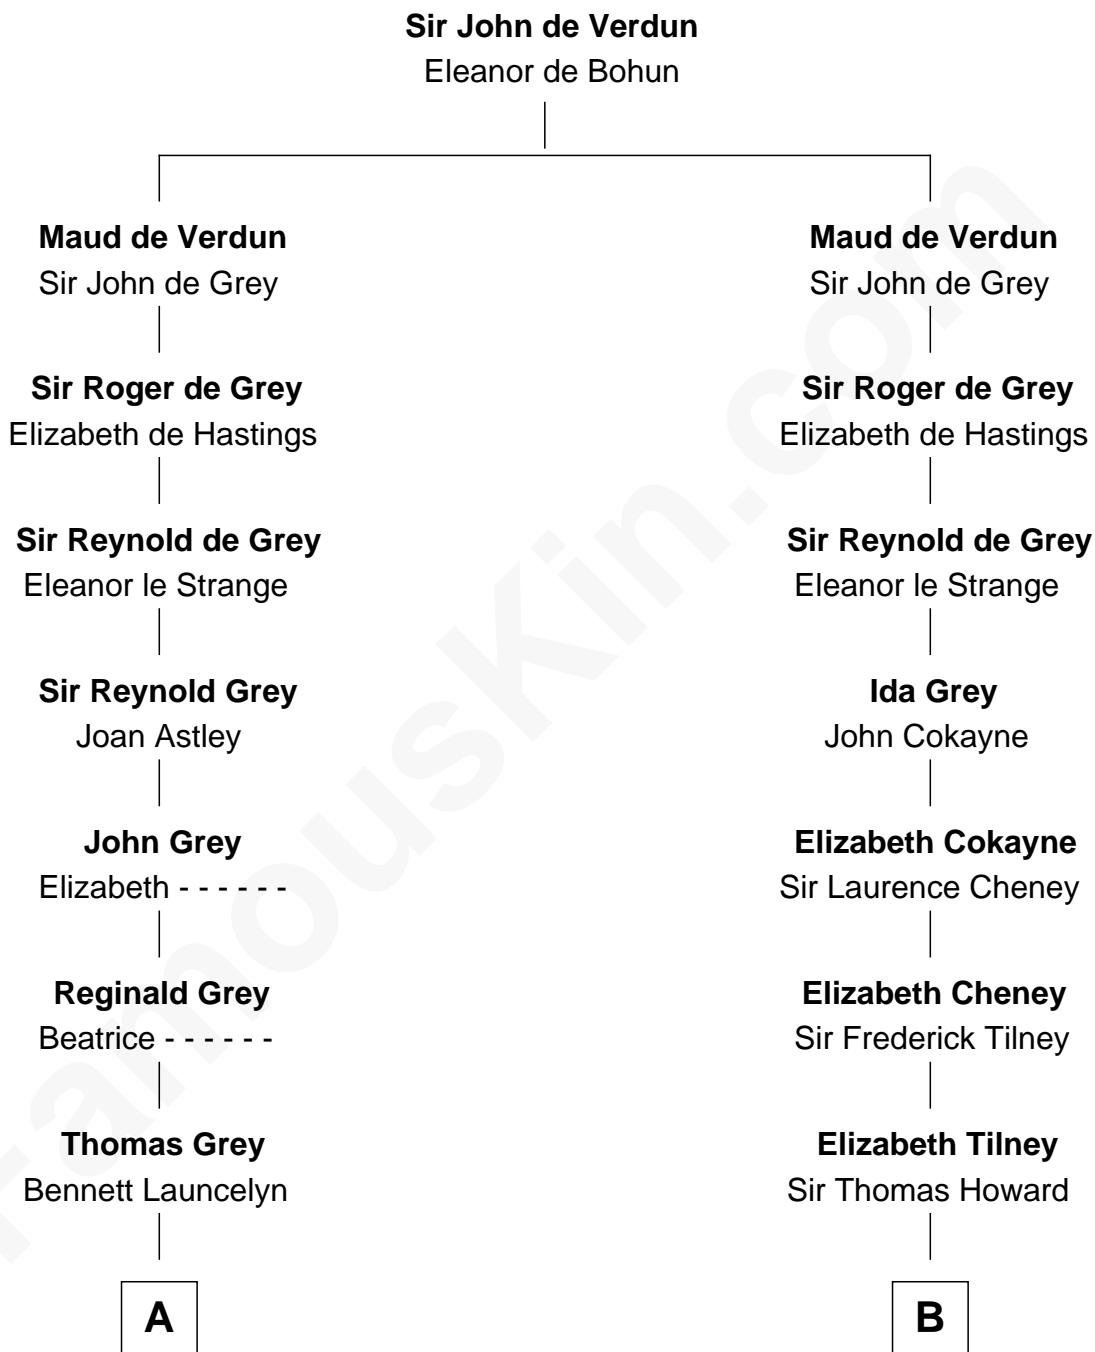 Sir John de Verdun
Eleanor de Bohun
Maud de Verdun
Sir John de Grey
Maud de Verdun
Sir John de Grey
Sir Roger de Grey
Elizabeth de Hastings
Sir Roger de Grey
Elizabeth de Hastings
Sir Reynold de Grey
Eleanor le Strange
Sir Reynold de Grey
Eleanor le Strange
Sir Reynold Grey
Joan Astley
Ida Grey
John Cokayne
John Grey
Elizabeth - - - - - -
Elizabeth Cokayne
Sir Laurence Cheney
Reginald Grey
Beatrice - - - - - -
Elizabeth Cheney
Sir Frederick Tilney
Thomas Grey
Bennett Launcelyn
Elizabeth Tilney
Sir Thomas Howard
A
B
FamousKin.com